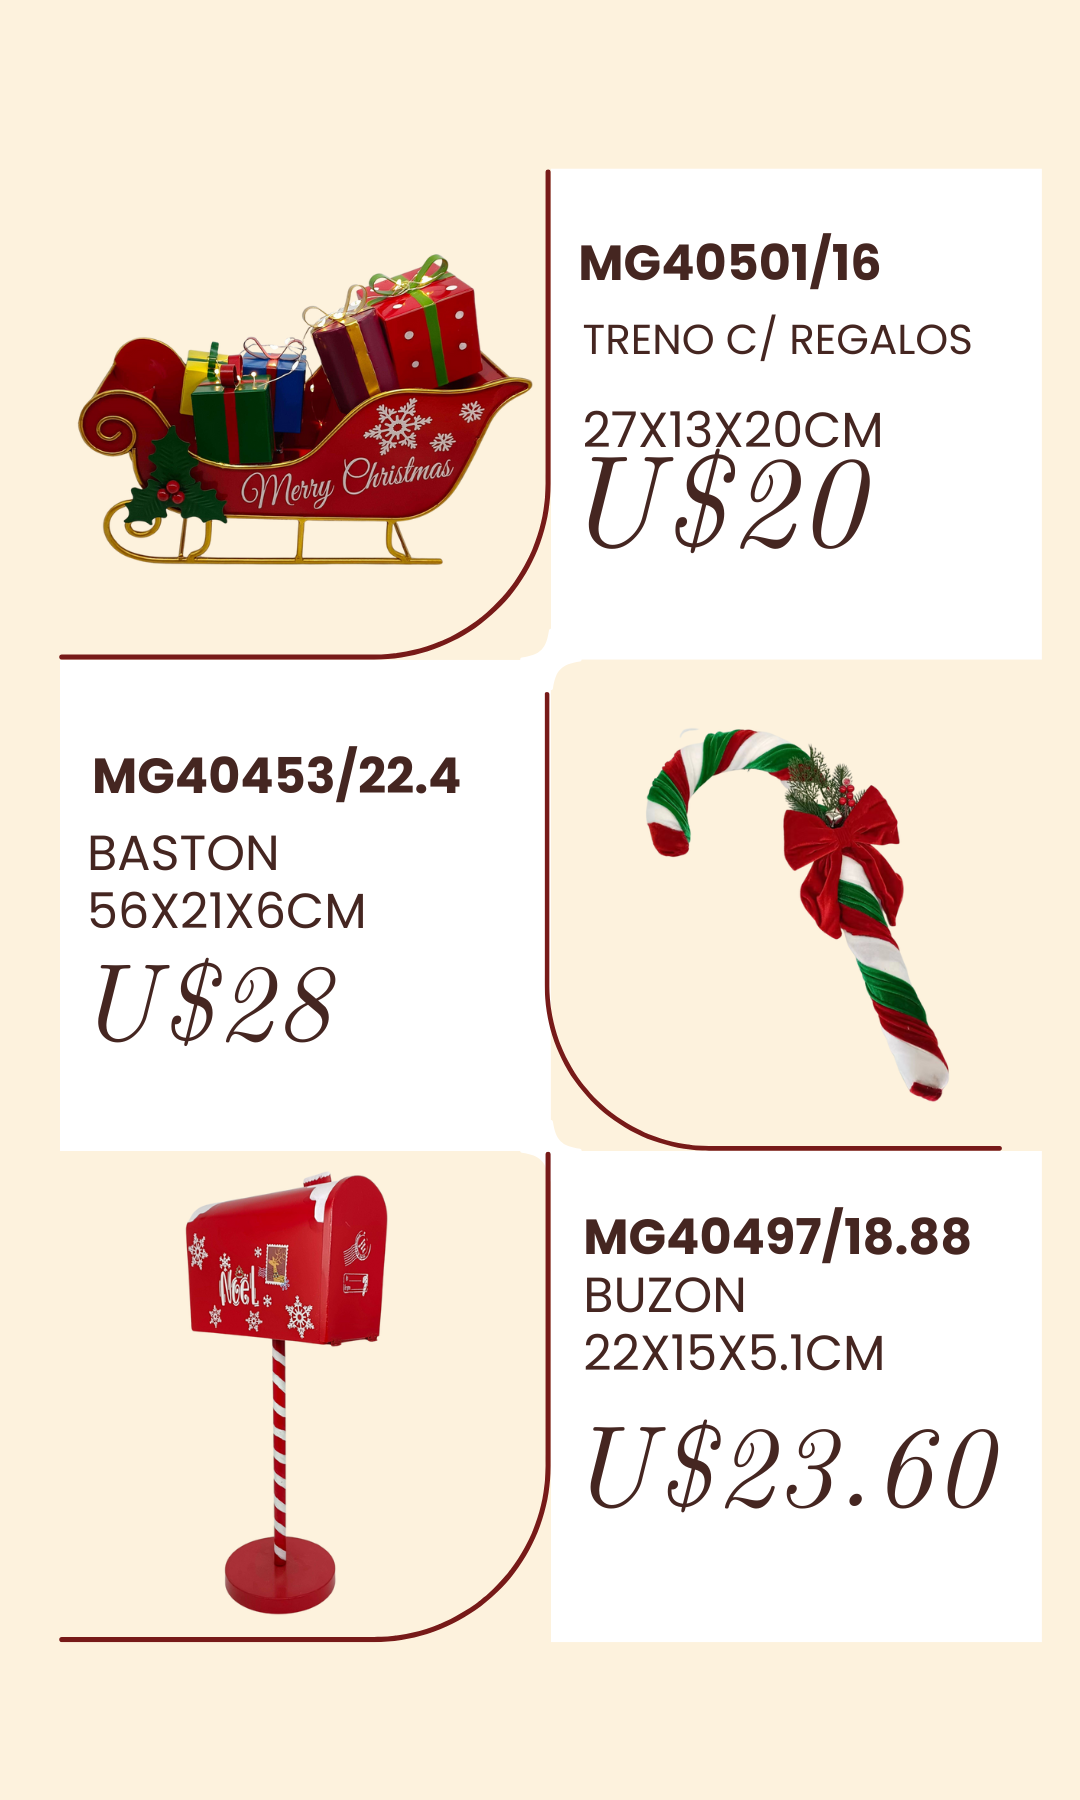 MG40501/16
TRENO C/ REGALOS
27X13X20CM
U$20
Merry Christmas
MG40453/22.4
BASTON
56X21X6CM
U$28
MG40497/18.88
BUZON
22X15X5.1CM
U$23.60
Noel